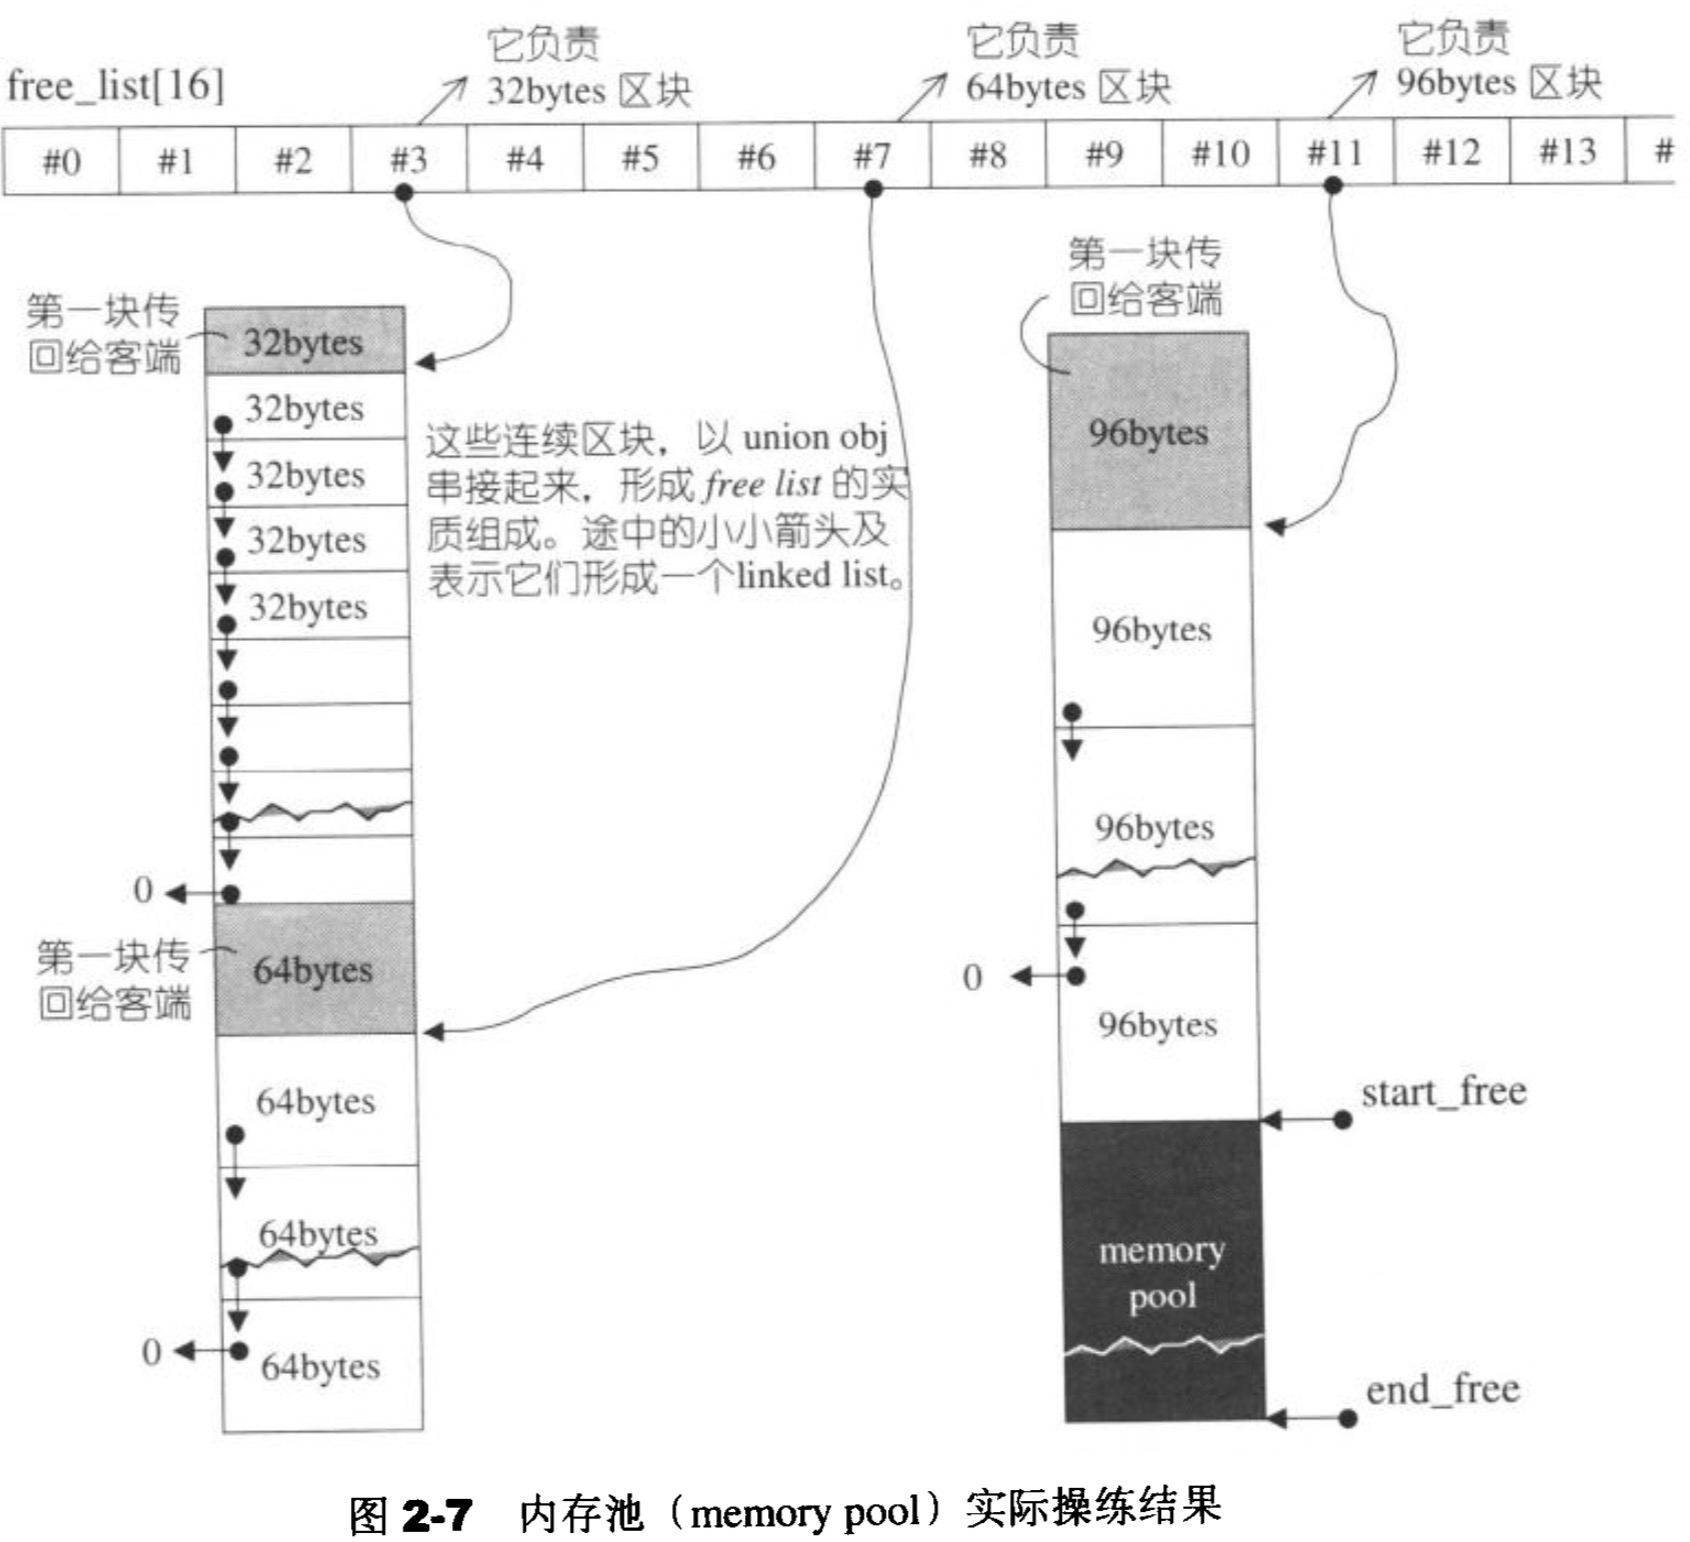 free_list[16]
它负责
32bytes 区块
它负责
64bytes 区块
它负责
96bytes 区块
#0 #1 #2 #3 #4 #5 #6 #7 #8 #9 #10 #11 #12 #13 #
第一块传
回给客端
32bytes
32bytes
32bytes
32bytes
32bytes
0
这些连续区块，以 union obj
串接起来，形成 free list 的实
质组成。途中的小小箭头及
表示它们形成一个linked list。
第一块传
回给客端
64bytes
64bytes
64bytes
0
64bytes
第一块传
回给客端
96bytes
96bytes
96bytes
0
96bytes
start_free
memory
pool
end_free
图 2-7 内存池（memory pool）实际操练结果